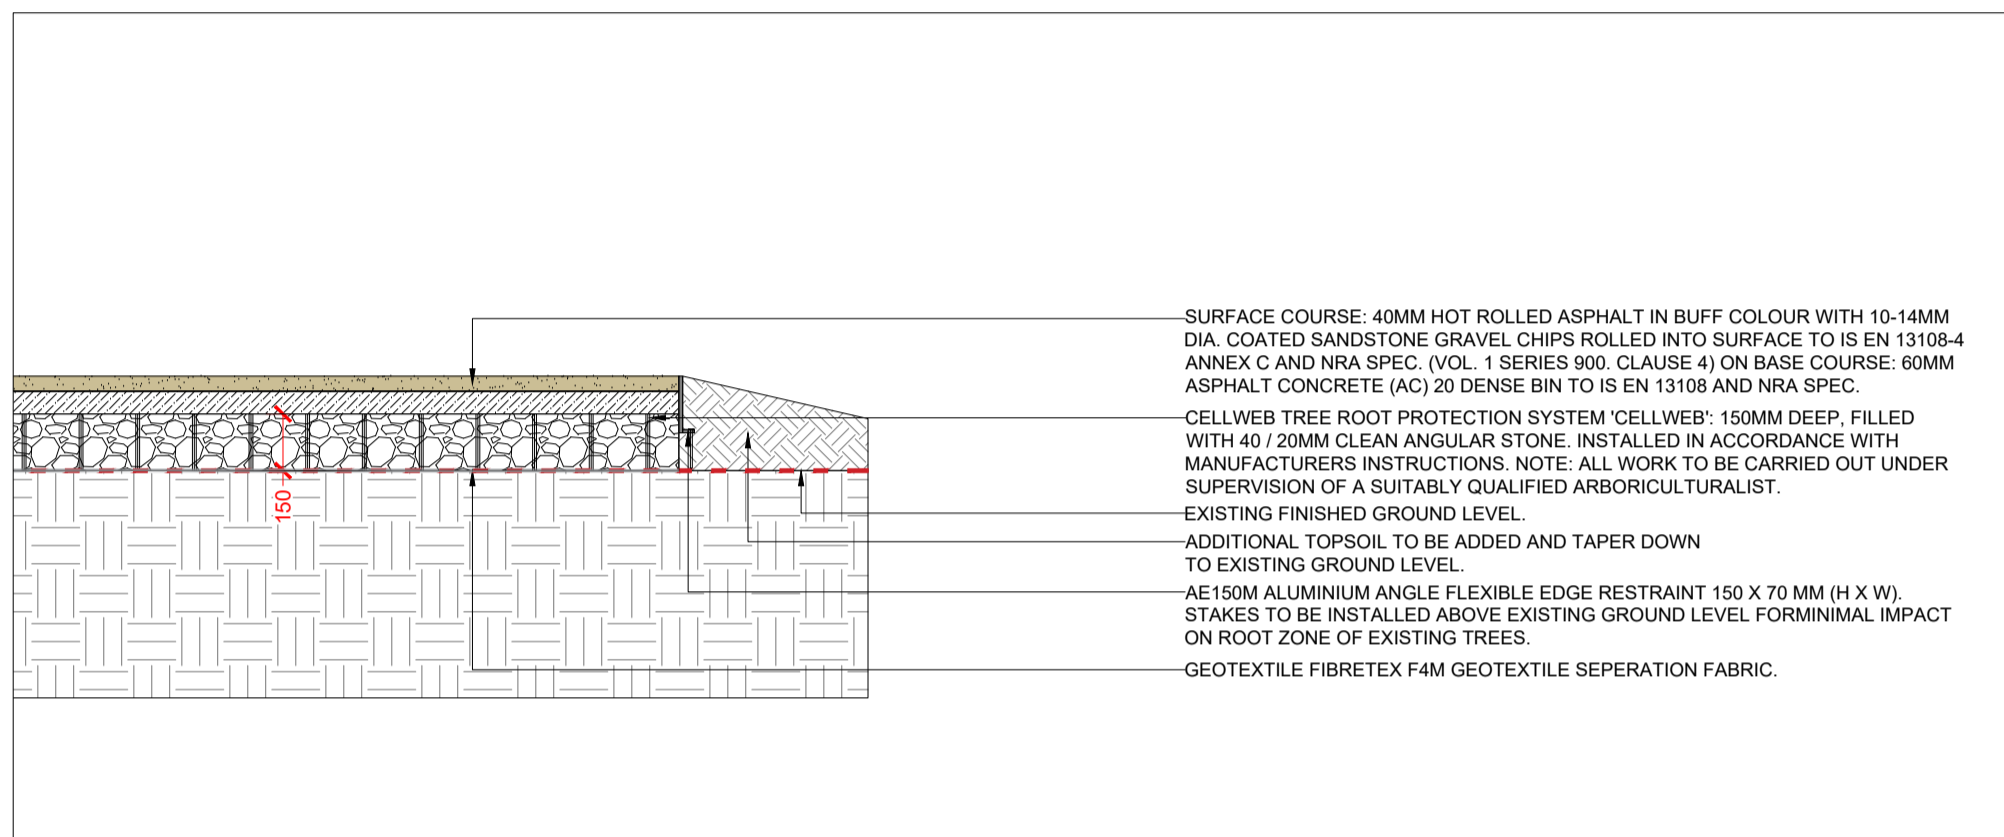 SURFACE COURSE: 40MM HOT ROLLED ASPHALT IN BUFF COLOUR WITH 10-14MM
DIA. COATED SANDSTONE GRAVEL CHIPS ROLLED INTO SURFACE TO IS EN 13108-4
ANNEX C AND NRA SPEC. (VOL. 1 SERIES 900. CLAUSE 4) ON BASE COURSE: 60MM
ASPHALT CONCRETE (AC) 20 DENSE BIN TO IS EN 13108 AND NRA SPEC.
CELLWEB TREE ROOT PROTECTION SYSTEM 'CELLWEB': 150MM DEEP, FILLED
WITH 40 / 20MM CLEAN ANGULAR STONE. INSTALLED IN ACCORDANCE WITH
MANUFACTURERS INSTRUCTIONS. NOTE: ALL WORK TO BE CARRIED OUT UNDER
SUPERVISION OF A SUITABLY QUALIFIED ARBORICULTURALIST.
150
EXISTING FINISHED GROUND LEVEL.
ADDITIONAL TOPSOIL TO BE ADDED AND TAPER DOWN
TO EXISTING GROUND LEVEL.
AE150M ALUMINIUM ANGLE FLEXIBLE EDGE RESTRAINT 150 X 70 MM (H X W).
STAKES TO BE INSTALLED ABOVE EXISTING GROUND LEVEL FORMINIMAL IMPACT
ON ROOT ZONE OF EXISTING TREES.
GEOTEXTILE FIBRETEX F4M GEOTEXTILE SEPERATION FABRIC.